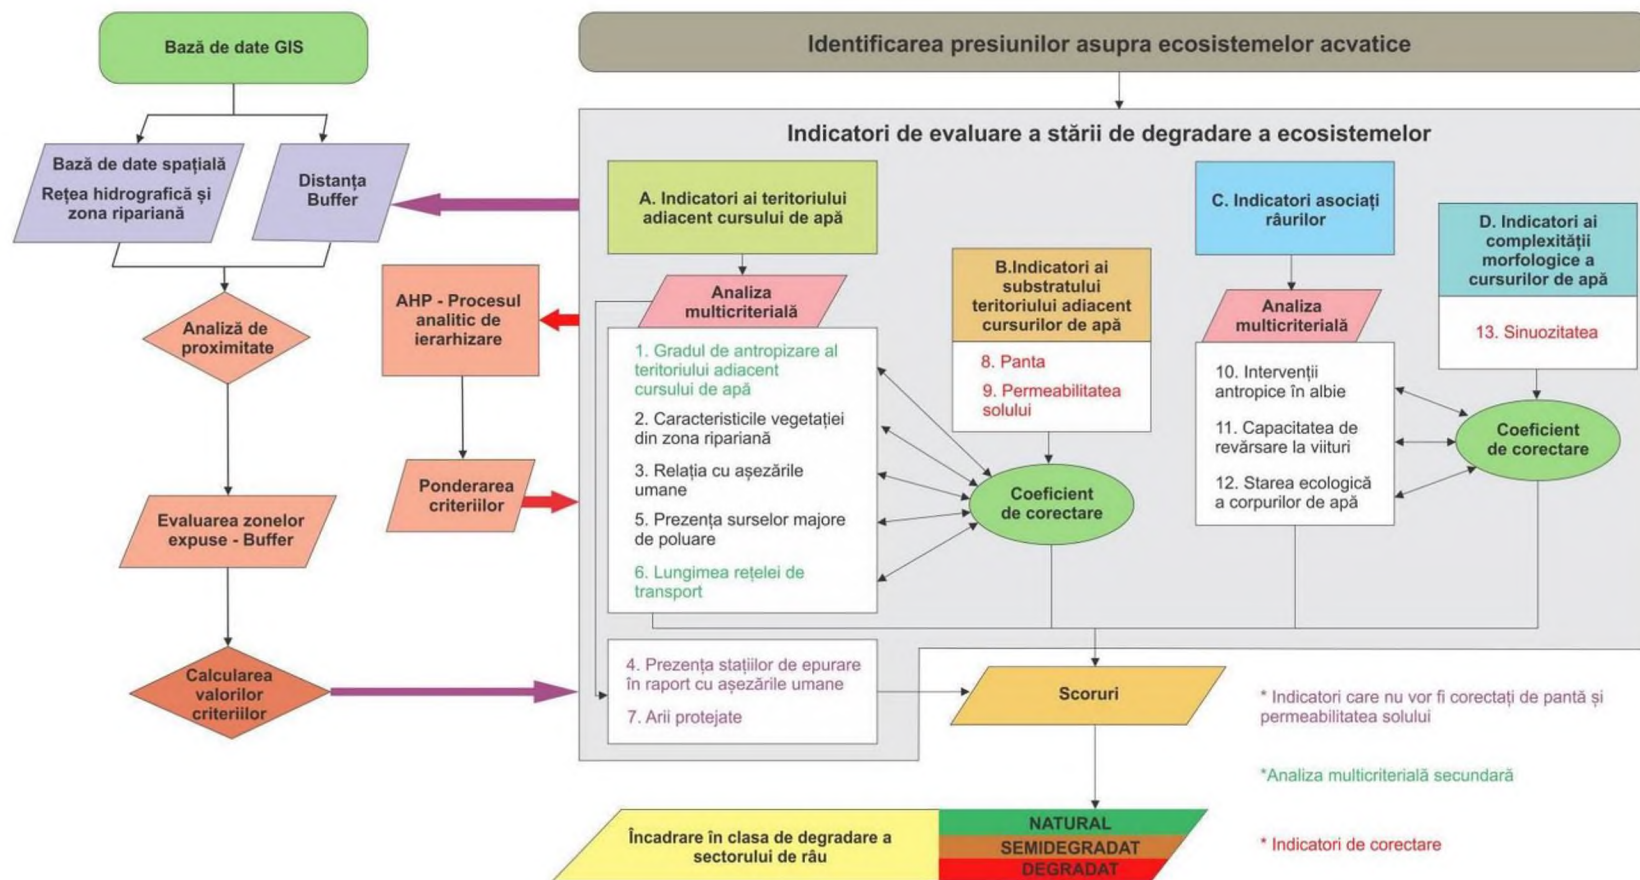 Bază de date GIS
Identificarea presiunilor asupra ecosistemelor acvatice
Bază de date spațială
Rețea hidrografică și
zona ripariană
Distanța
Buffer
Analiză de
proximitate
Evaluarea zonelor
expuse - Buffer
Calcularea
valorilor
criteriilor
AHP - Procesul
analitic de
ierarhizare
Ponderarea
criteriilor
Indicatori de evaluare a stării de degradare a ecosistemelor
A. Indicatori ai teritoriului
adiacent cursului de apă
Analiza
multicriterială
1. Gradul de antropizare al
teritoriului adiacent
cursului de apă
2. Caracteristicile vegetației
din zona ripariană
3. Relația cu așezările
umane
5. Prezența surselor majore
de poluare
6. Lungimea rețelei de
transport
4. Prezența stațiilor de epurare
în raport cu așezările umane
7. Arii protejate
B.Indicatori ai
substratului
teritoriului adiacent
cursurilor de apă
8. Panta
9. Permeabilitatea
solului
Coeficient
de corectare
C. Indicatori asociați
râurilor
Analiza
multicriterială
10. Intervenții
antropice în albie
11. Capacitatea de
revărsare la viituri
12. Starea ecologică
a corpurilor de apă
D. Indicatori ai
complexității
morfologice a
cursurilor de apă
13. Sinuozitatea
Coeficient
de corectare
Scoruri
* Indicatori care nu vor fi corectați de pantă și
permeabilitatea solului
*Analiza multicriterială secundară
* Indicatori de corectare
Încadrare în clasa de degradare a
sectorului de râu
NATURAL
SEMIDEGRADAT
DEGRADAT